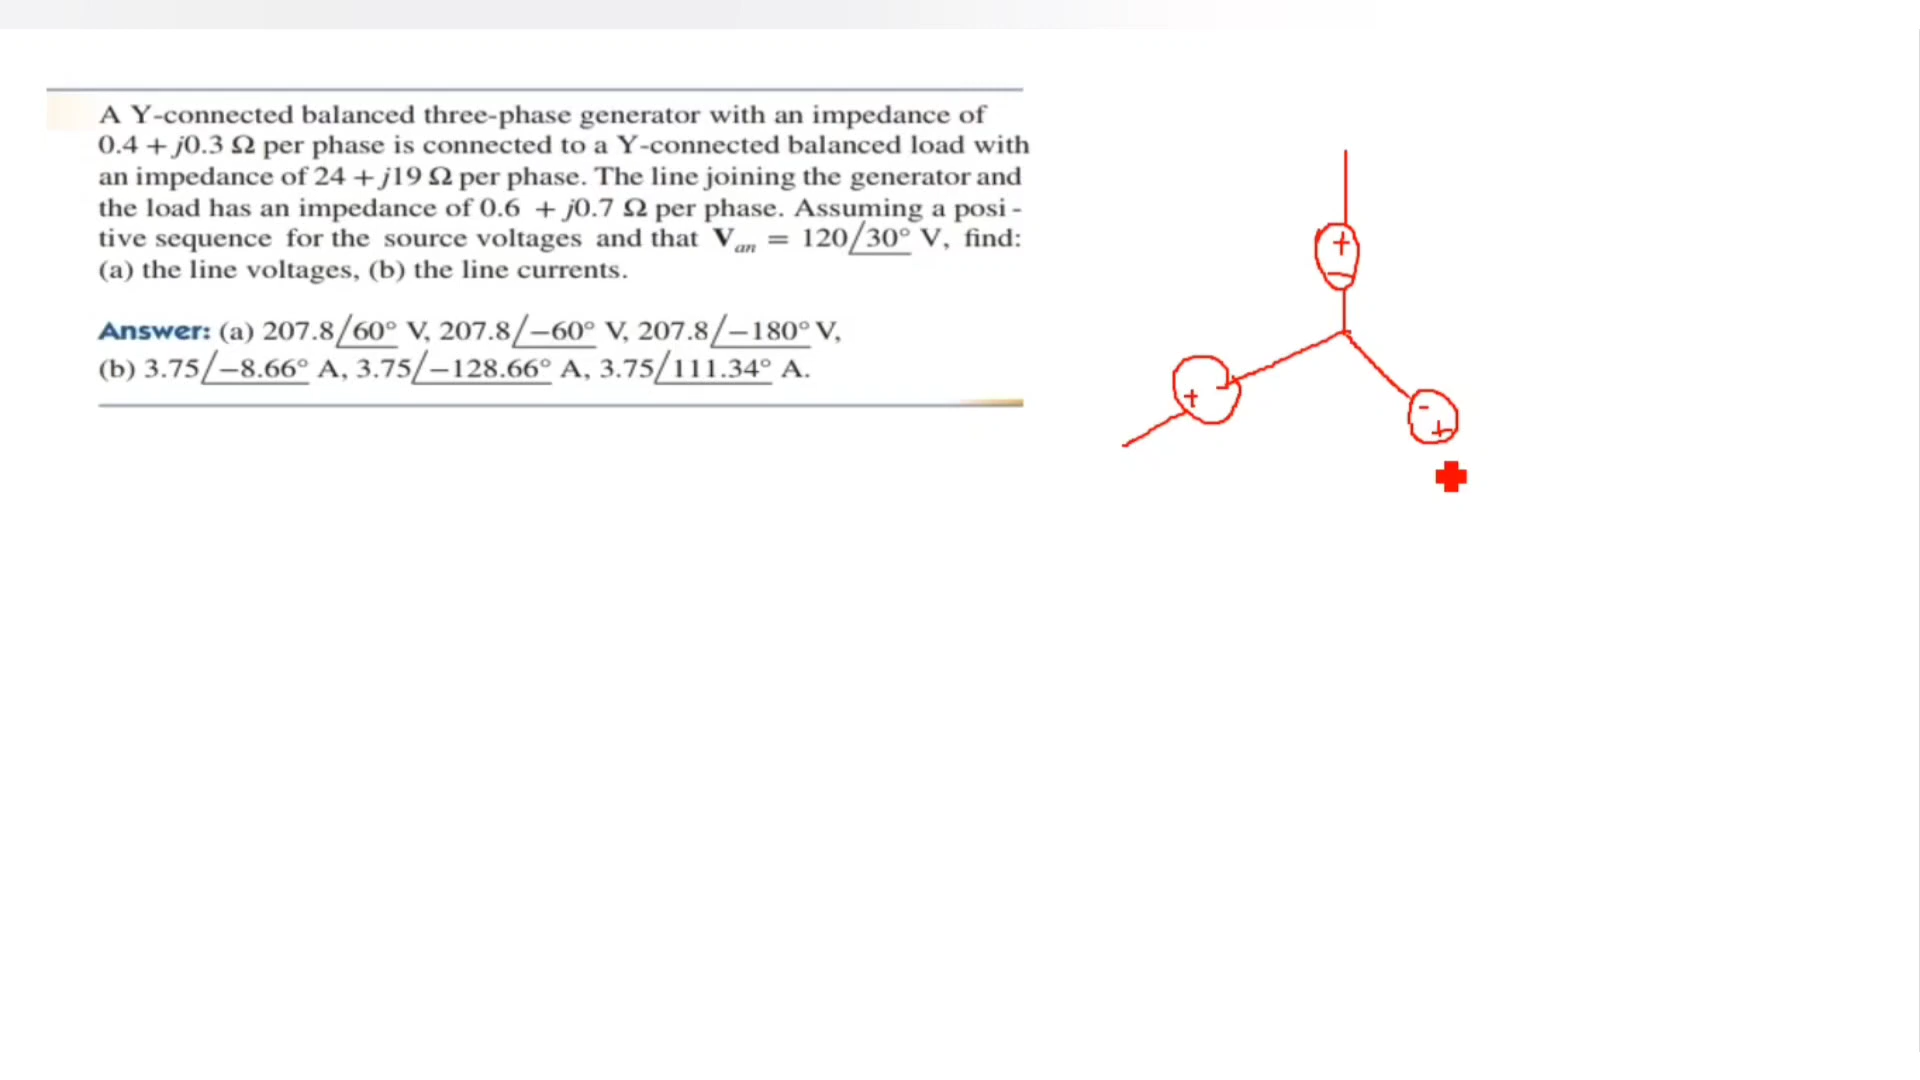 A Y-connected balanced three-phase generator with an impedance of
0.4 + j0.3 Ω per phase is connected to a Y-connected balanced load with
an impedance of 24 + j19 Ω per phase. The line joining the generator and
the load has an impedance of 0.6 + j0.7 Ω per phase. Assuming a posi -
tive sequence for the source voltages and that Van = 120/30° V, find:
(a) the line voltages, (b) the line currents.
Answer: (a) 207.8/60° V, 207.8/−60° V, 207.8/−180° V,
(b) 3.75/−8.66° A, 3.75/−128.66° A, 3.75/111.34° A.
+
−
−
+
-
+